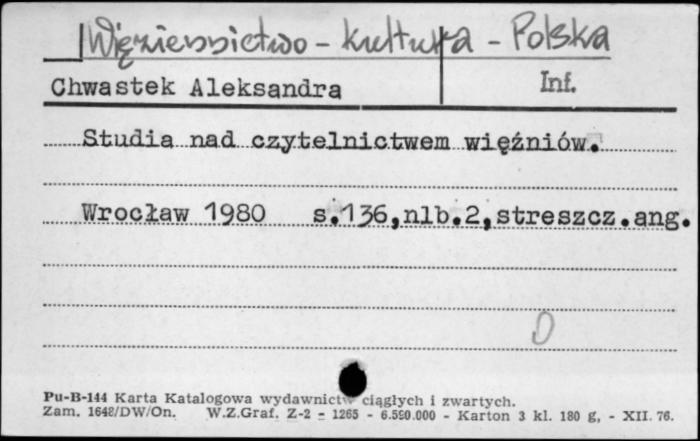 Więziennictwo - kultura - Polska
Chwastek Aleksandra
Inf.
Studia nad czytelnictwem więźniów.
Wrocław 1980 s.136,nlb.2,streszcz.ang.
0
Pu-B-144 Karta Katalogowa wydawnictw ciągłych i zwartych.
Zam. 1648/DW/On. W.Z.Graf. Z-2 - 1265 - 6.590.000 - Karton 3 kl. 180 g, - XII. 76.